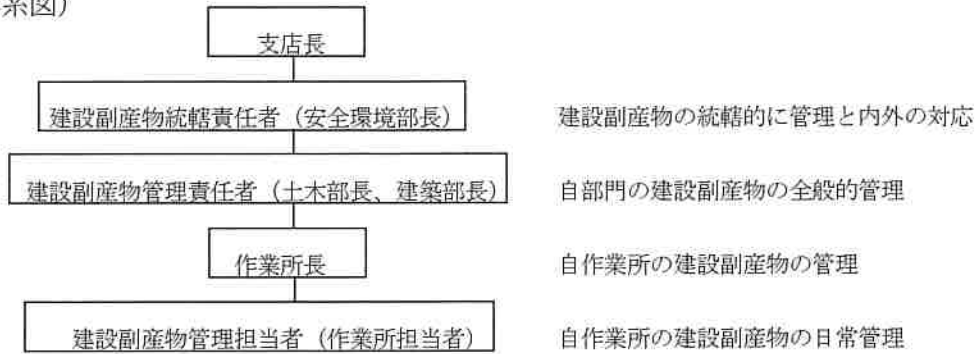 系図）
支店長
建設副産物統轄責任者（安全環境部長） 建設副産物の統轄的に管理と内外の対応
建設副産物管理責任者（土木部長、建築部長） 自部門の建設副産物の全般的管理
作業所長 自作業所の建設副産物の管理
建設副産物管理担当者（作業所担当者） 自作業所の建設副産物の日常管理